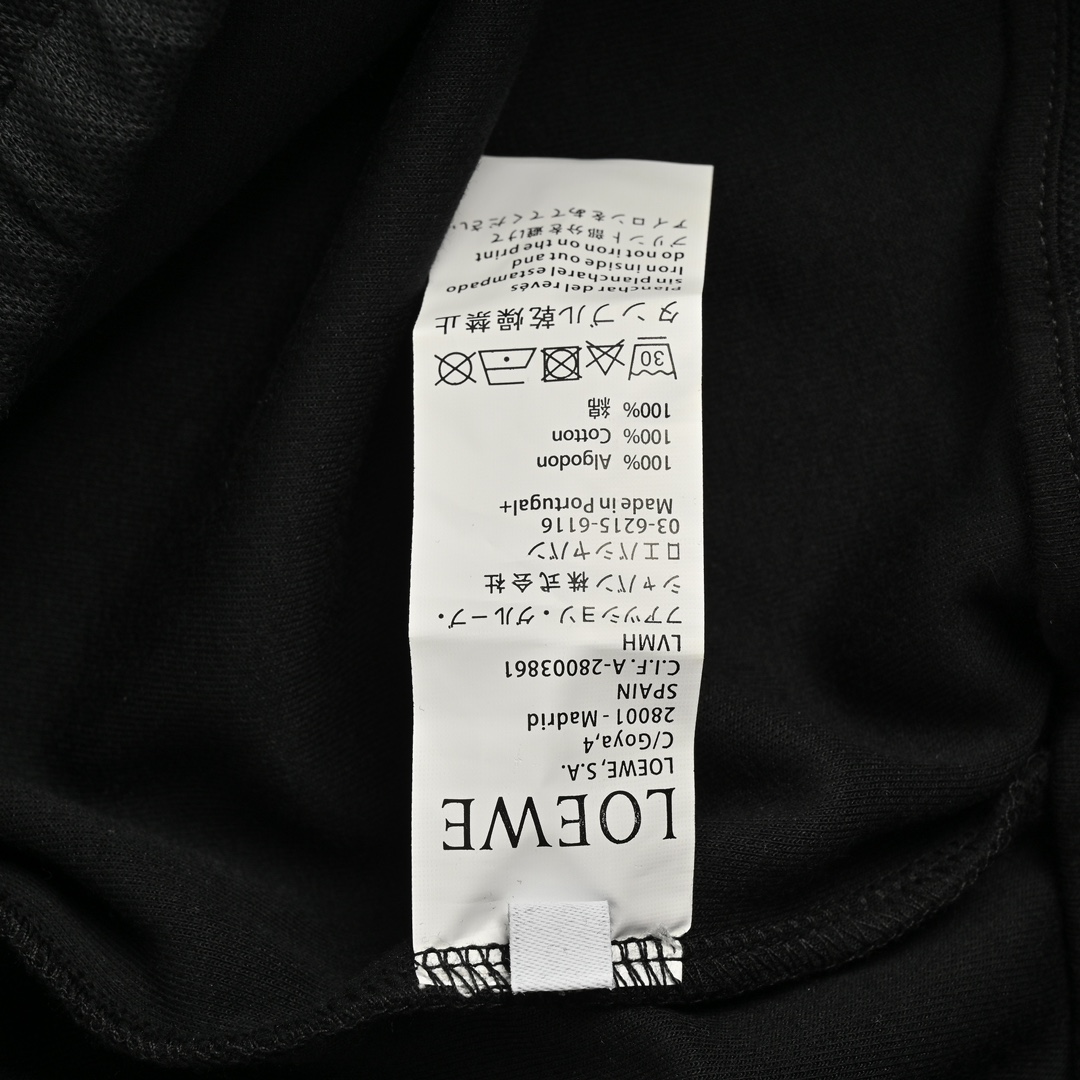 LOEWE
LOEWE, S.A.
C/Goya,4
28001 - Madrid
SPAIN
C.I.F. A-28003861
LVMH
ファッション・グループ・
ジャパン株式会社
ロエベジャパン
03-6215-6116
Made in Portugal+
100% Algodon
100% Cotton
100% 綿
30
タンブル乾燥禁止
Planchar del revés
sin planchar el estampado
Iron inside out and
do not iron on the print
プリント部分を避けて
アイロンをあててください